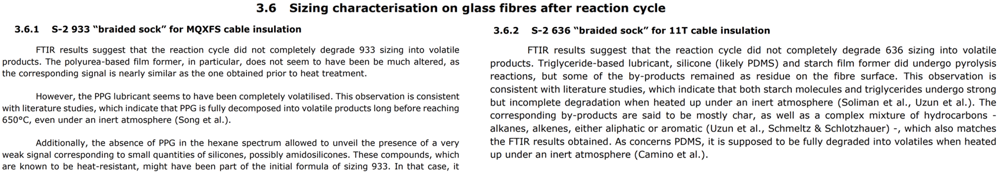 3.6 Sizing characterisation on glass fibres after reaction cycle
3.6.1 S-2 933 “braided sock” for MQXFS cable insulation
FTIR results suggest that the reaction cycle did not completely degrade 933 sizing into volatile
products. The polyurea-based film former, in particular, does not seem to have been be much altered, as
the corresponding signal is nearly similar as the one obtained prior to heat treatment.
However, the PPG lubricant seems to have been completely volatilised. This observation is consistent
with literature studies, which indicate that PPG is fully decomposed into volatile products long before reaching
650°C, even under an inert atmosphere (Song et al.).
Additionally, the absence of PPG in the hexane spectrum allowed to unveil the presence of a very
weak signal corresponding to small quantities of silicones, possibly amidosilicones. These compounds, which
are known to be heat-resistant, might have been part of the initial formula of sizing 933. In that case, it
3.6.2 S-2 636 “braided sock” for 11T cable insulation
FTIR results suggest that the reaction cycle did not completely degrade 636 sizing into volatile
products. Triglyceride-based lubricant, silicone (likely PDMS) and starch film former did undergo pyrolysis
reactions, but some of the by-products remained as residue on the fibre surface. This observation is
consistent with literature studies, which indicate that both starch molecules and triglycerides undergo strong
but incomplete degradation when heated up under an inert atmosphere (Soliman et al., Uzun et al.). The
corresponding by-products are said to be mostly char, as well as a complex mixture of hydrocarbons -
alkanes, alkenes, either aliphatic or aromatic (Uzun et al., Schmeltz & Schlotzhauer) -, which also matches
the FTIR results obtained. As concerns PDMS, it is supposed to be fully degraded into volatiles when heated
up under an inert atmosphere (Camino et al.).